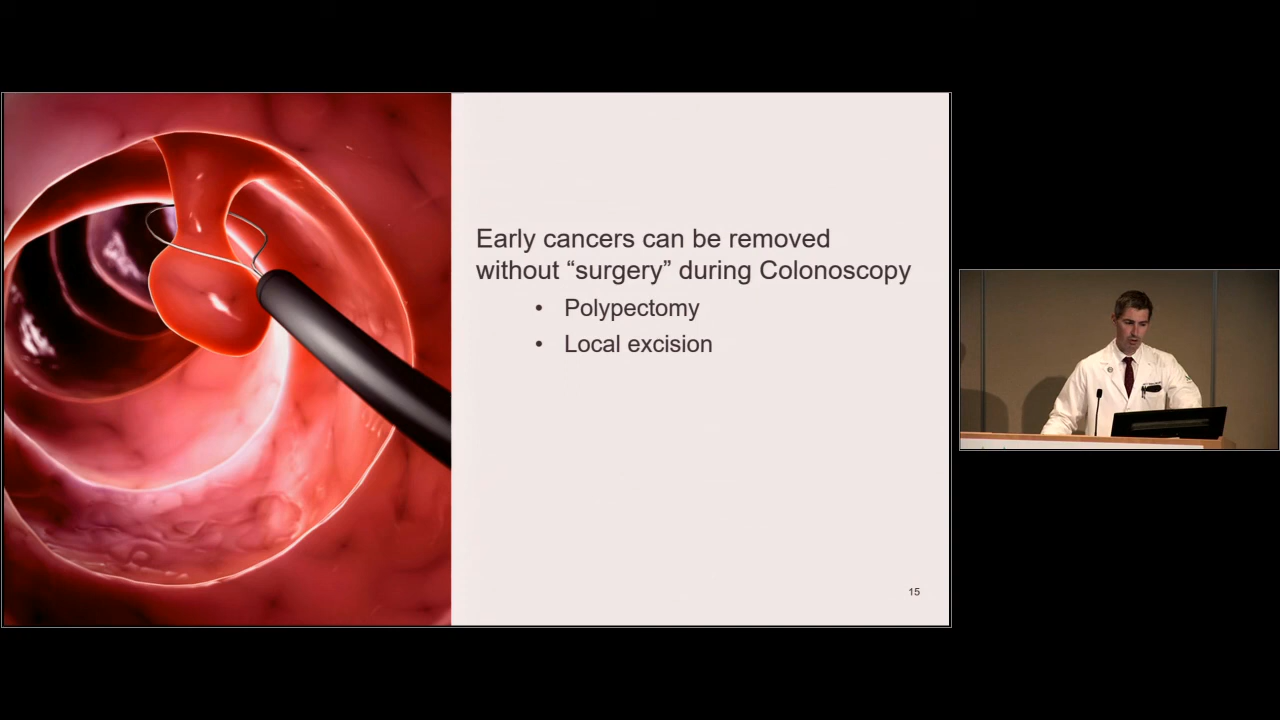 Early cancers can be removed
without “surgery” during Colonoscopy
• Polypectomy
• Local excision
15